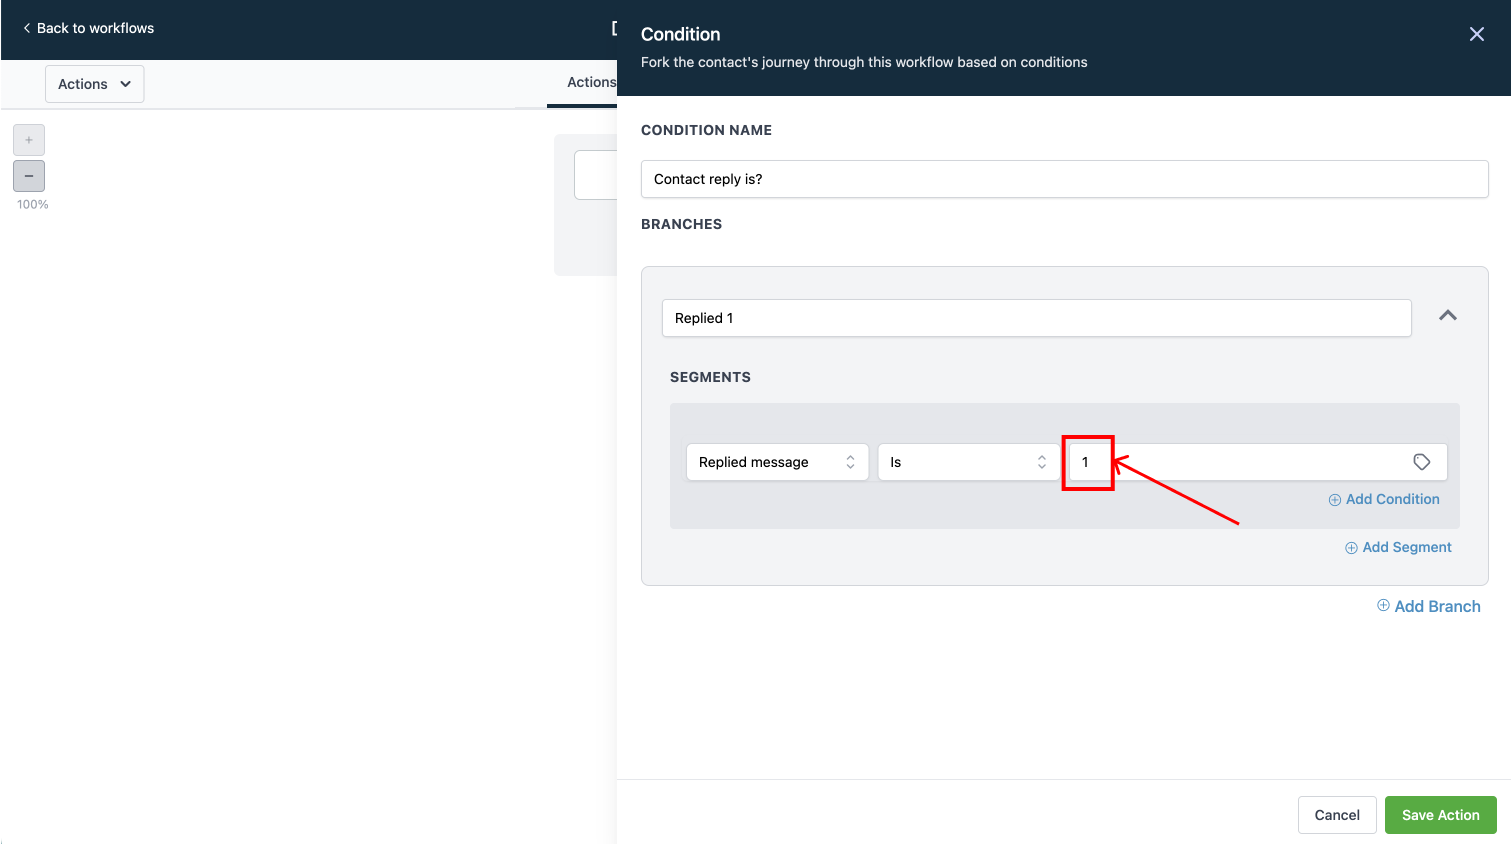 Back to workflows
Condition
Fork the contact's journey through this workflow based on conditions
Actions
Actions
100%
CONDITION NAME
Contact reply is?
BRANCHES
Replied 1
SEGMENTS
Replied message
Is
1
Add Condition
Add Segment
Add Branch
Cancel
Save Action